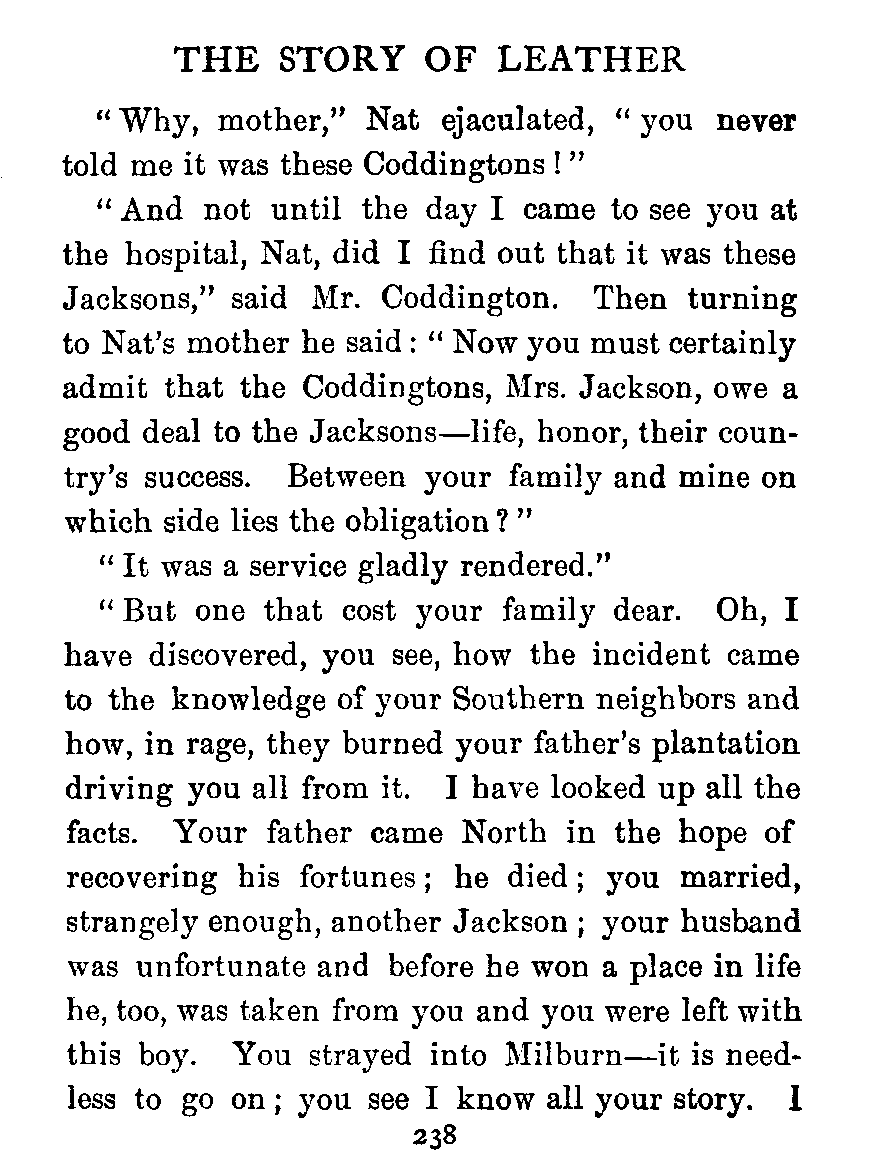 THE STORY OF LEATHER
“ Why, mother,” Nat ejaculated, “ you never
told me it was these Coddingtons ! ”
“ And not until the day I came to see you at
the hospital, Nat, did I find out that it was these
Jacksons,” said Mr. Coddington. Then turning
to Nat’s mother he said : “ Now you must certainly
admit that the Coddingtons, Mrs. Jackson, owe a
good deal to the Jacksons—life, honor, their coun-
try’s success. Between your family and mine on
which side lies the obligation ? ”
“ It was a service gladly rendered.”
“ But one that cost your family dear. Oh, I
have discovered, you see, how the incident came
to the knowledge of your Southern neighbors and
how, in rage, they burned your father’s plantation
driving you all from it. I have looked up all the
facts. Your father came North in the hope of
recovering his fortunes ; he died ; you married,
strangely enough, another Jackson ; your husband
was unfortunate and before he won a place in life
he, too, was taken from you and you were left with
this boy. You strayed into Milburn—it is need-
less to go on ; you see I know all your story. I
238